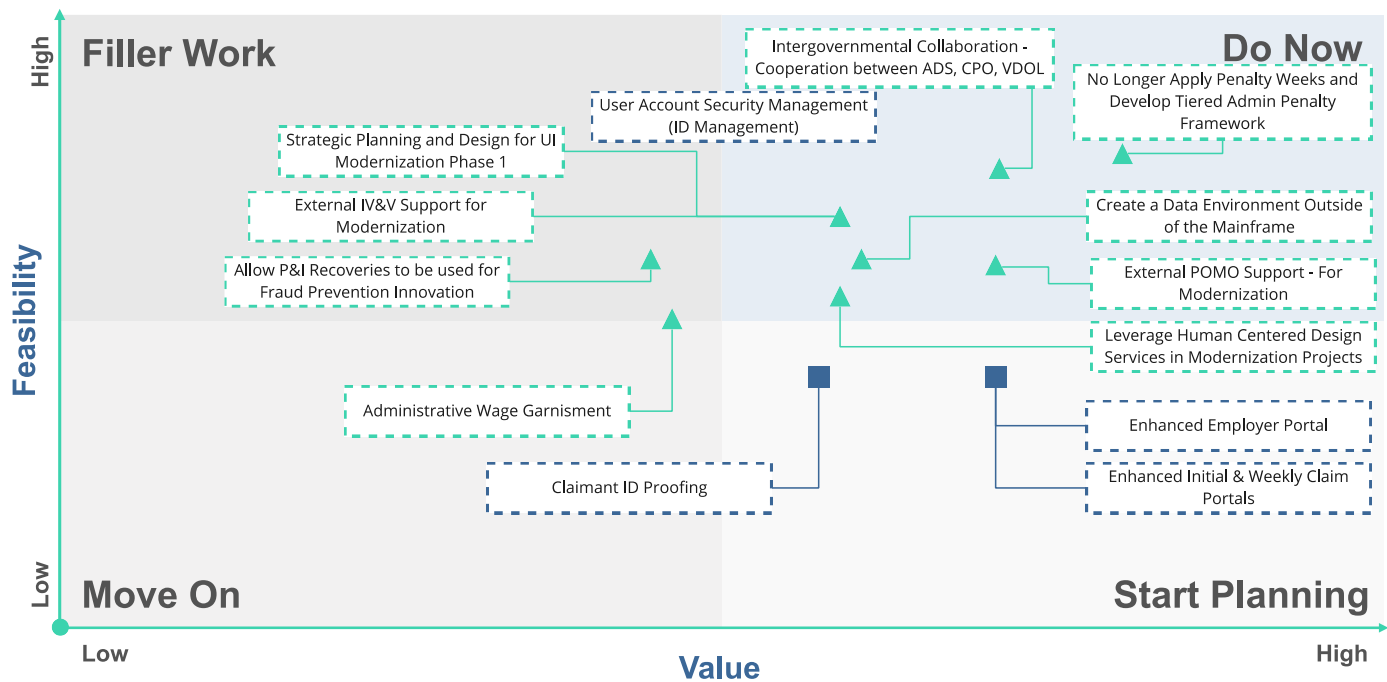 Filler Work
Do Now
Intergovernmental Collaboration -
Cooperation between ADS, CPO, VDOL
No Longer Apply Penalty Weeks and
Develop Tiered Admin Penalty
Framework
User Account Security Management
(ID Management)
Strategic Planning and Design for UI
Modernization Phase 1
External IV&V Support for
Modernization
Create a Data Environment Outside
of the Mainframe
Allow P&I Recoveries to be used for
Fraud Prevention Innovation
External POMO Support - For
Modernization
Leverage Human Centered Design
Services in Modernization Projects
Administrative Wage Garnisment
Enhanced Employer Portal
Claimant ID Proofing
Enhanced Initial & Weekly Claim
Portals
Move On
Start Planning
High
Feasibility
Low
Low
Value
High